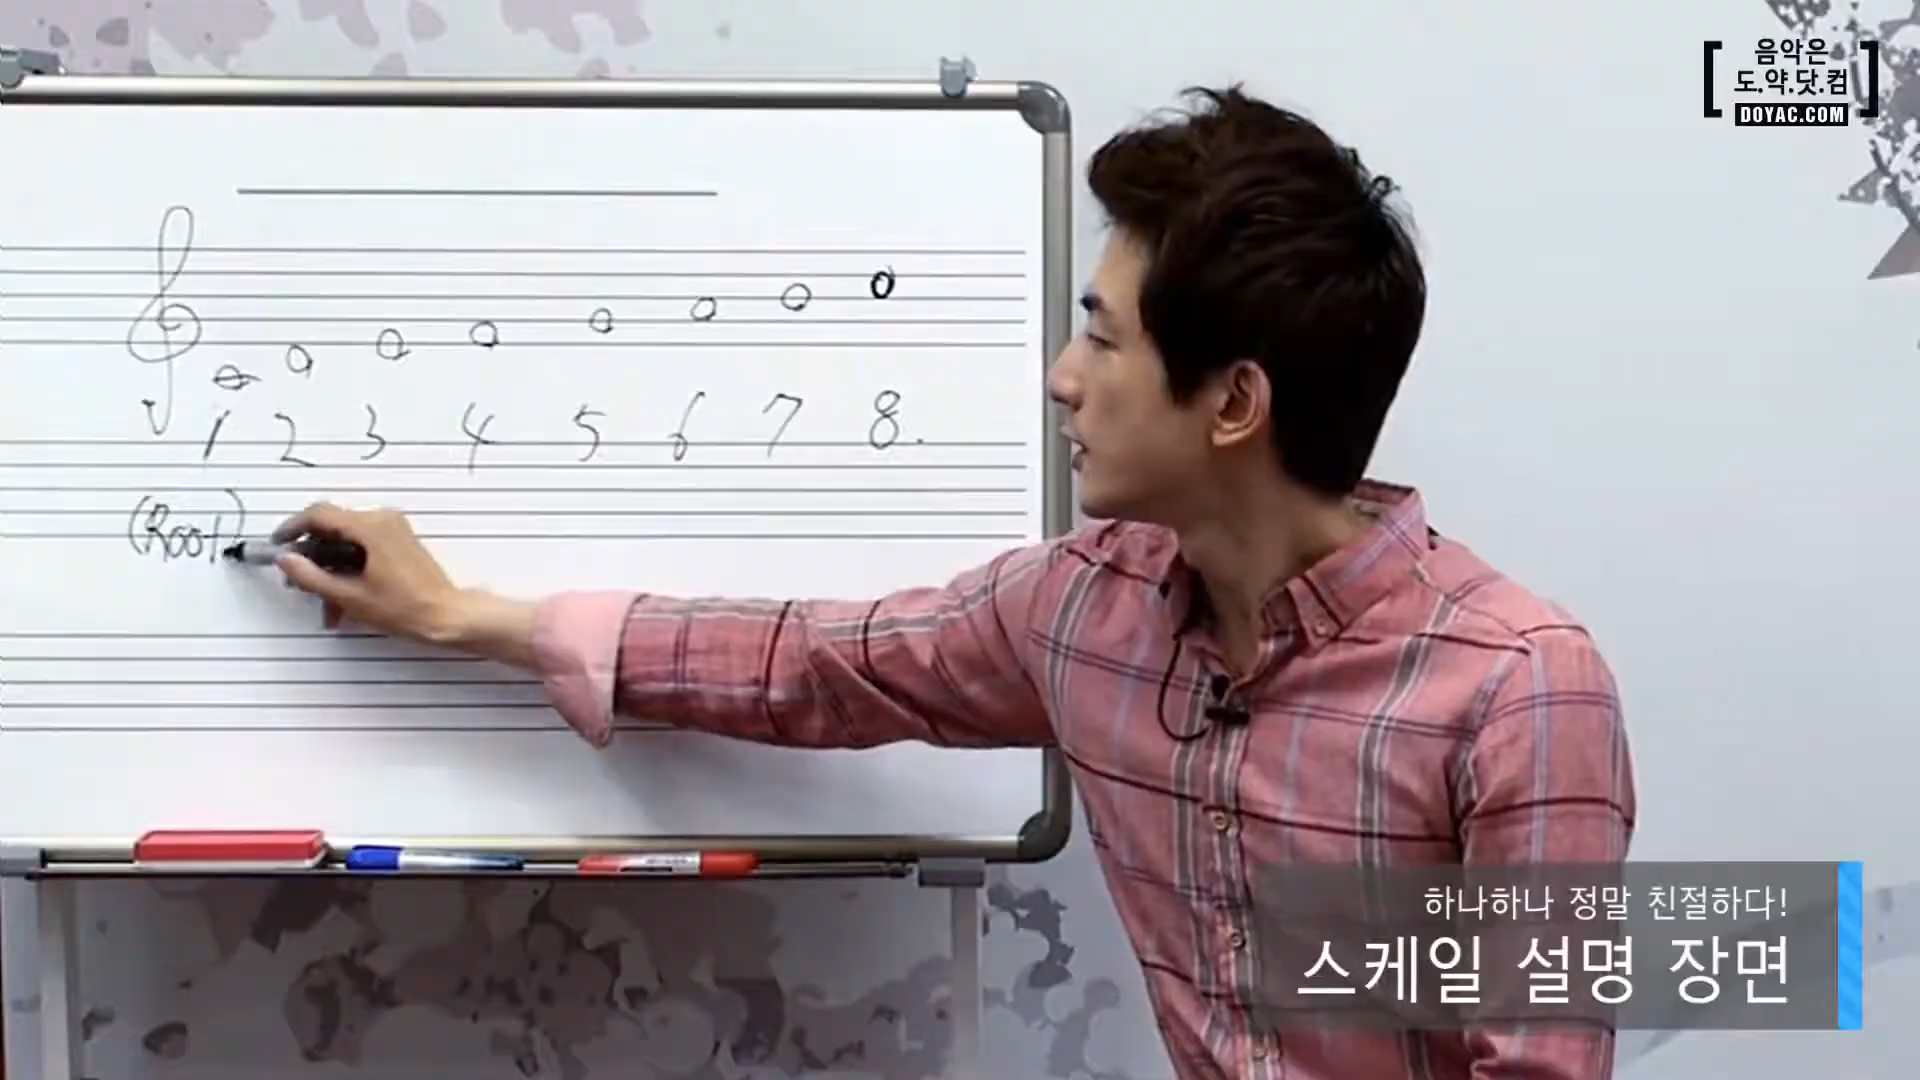 음악은
도.약.닷.컴
DOYAC.COM
1 2 3 4 5 6 7 8.
(Root)
하나하나 정말 친절하다!
스케일 설명 장면